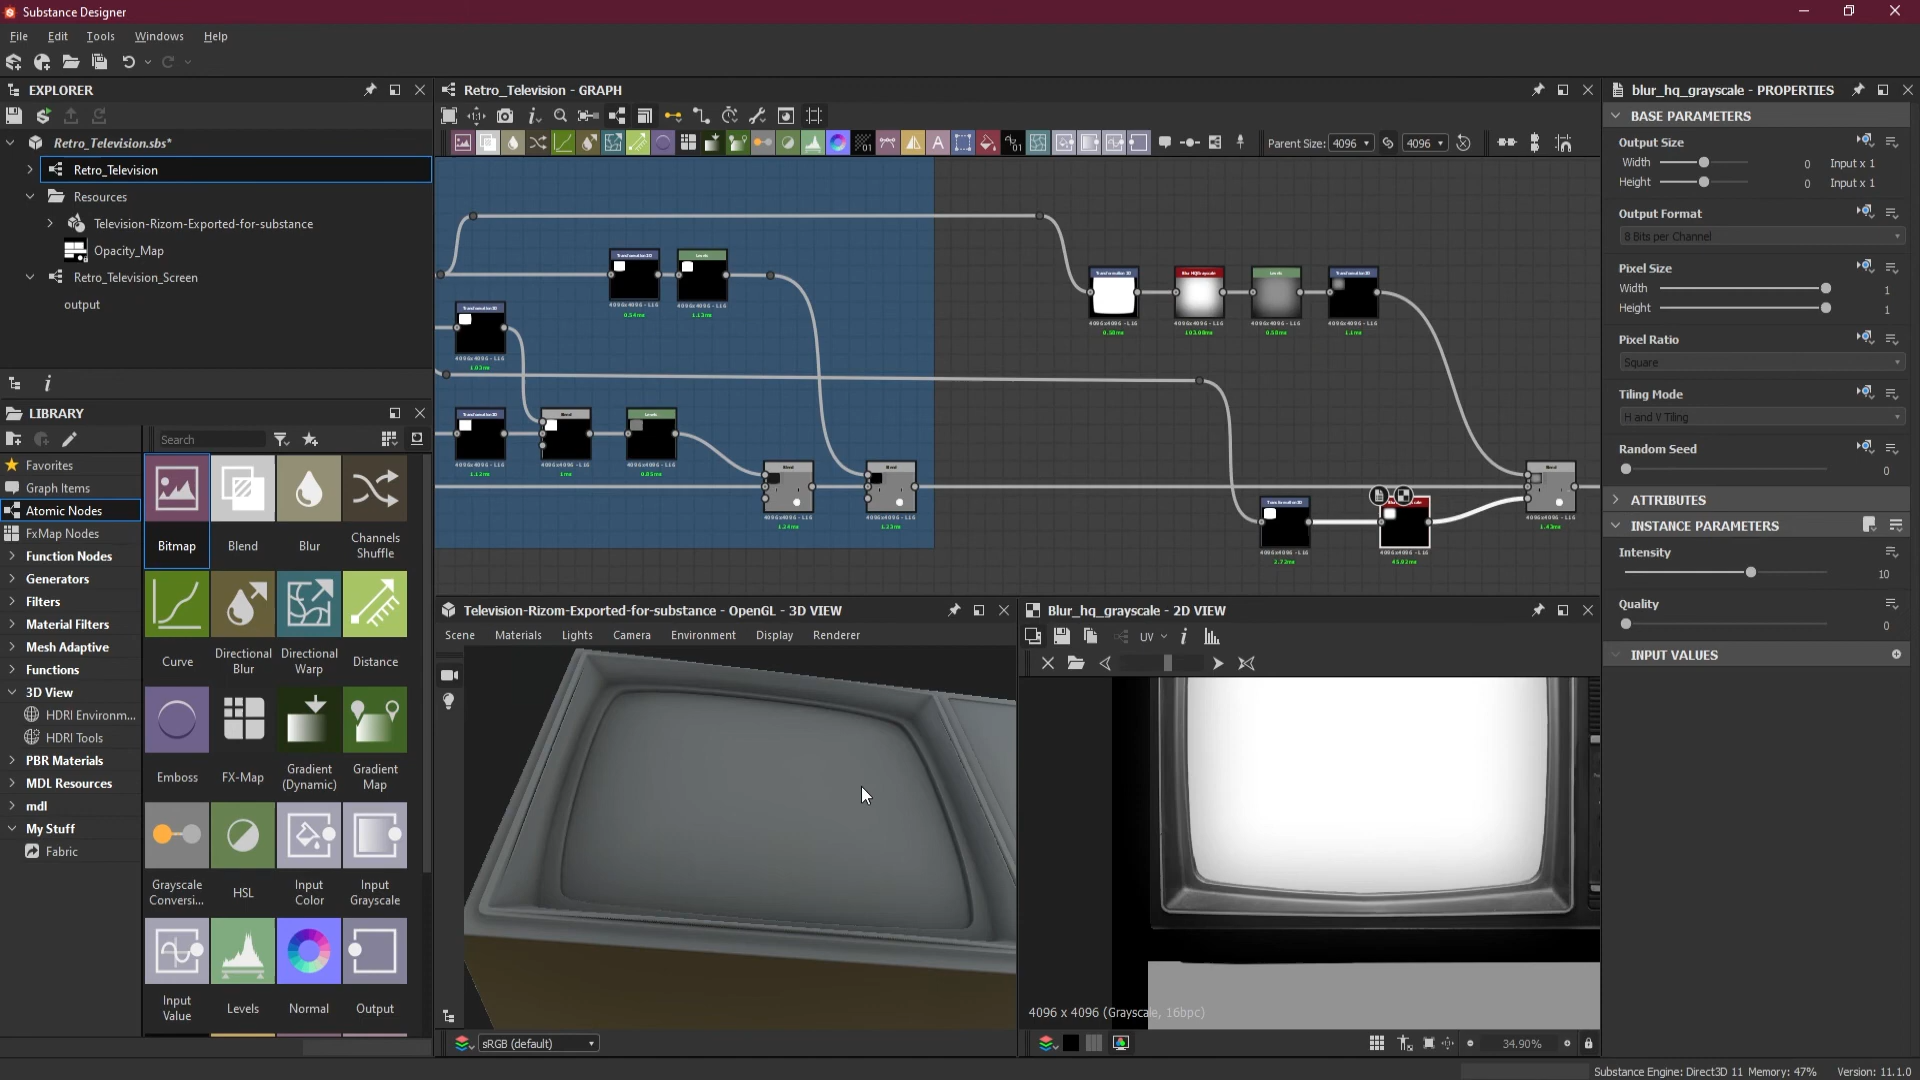 Substance Designer
File Edit Tools Windows Help
EXPLORER
Retro_Television.sbs*
Retro_Television
Resources
Television-Rizom-Exported-for-substance
Opacity_Map
Retro_Television_Screen
output
LIBRARY
Search
Favorites
Graph Items
Atomic Nodes
FxMap Nodes
Function Nodes
Generators
Filters
Material Filters
Mesh Adaptive
Functions
3D View
HDRI Environm...
HDRI Tools
PBR Materials
MDL Resources
mdl
My Stuff
Fabric
Bitmap
Blend
Blur
Channels
Shuffle
Curve
Directional
Blur
Directional
Warp
Distance
Emboss
FX-Map
Gradient
(Dynamic)
Gradient
Map
Grayscale
Conversi...
HSL
Input
Color
Input
Grayscale
Input
Value
Levels
Normal
Output
Retro_Television - GRAPH
Parent Size: 4096 4096
Television-Rizom-Exported-for-substance - OpenGL - 3D VIEW
Scene Materials Lights Camera Environment Display Renderer
sRGB (default)
Blur_hq_grayscale - 2D VIEW
UV
4096 x 4096 (Grayscale, 16bpc)
34.90%
blur_hq_grayscale - PROPERTIES
BASE PARAMETERS
Output Size
Width 0 Input x 1
Height 0 Input x 1
Output Format
8 Bits per Channel
Pixel Size
Width 1
Height 1
Pixel Ratio
Square
Tiling Mode
H and V Tiling
Random Seed
0
ATTRIBUTES
INSTANCE PARAMETERS
Intensity
10
Quality
0
INPUT VALUES
Substance Engine: Direct3D 11 Memory: 47% Version: 11.1.0